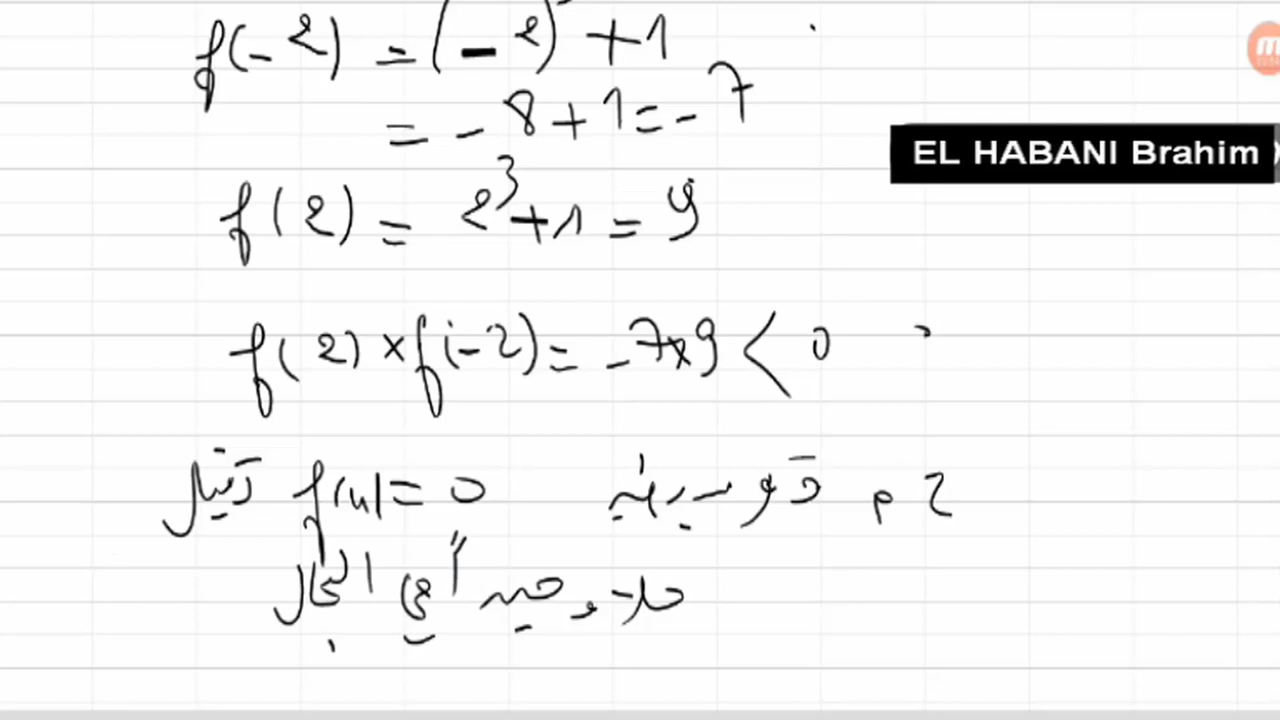 f(-2) = (-2)³ + 1
= -8 + 1 = -7
EL HABANI Brahim
f(2) = 2³ + 1 = 9
f(2) × f(-2) = -7 × 9 < 0
f(x) = 0 تقبل
حلا وحيدا في المجال